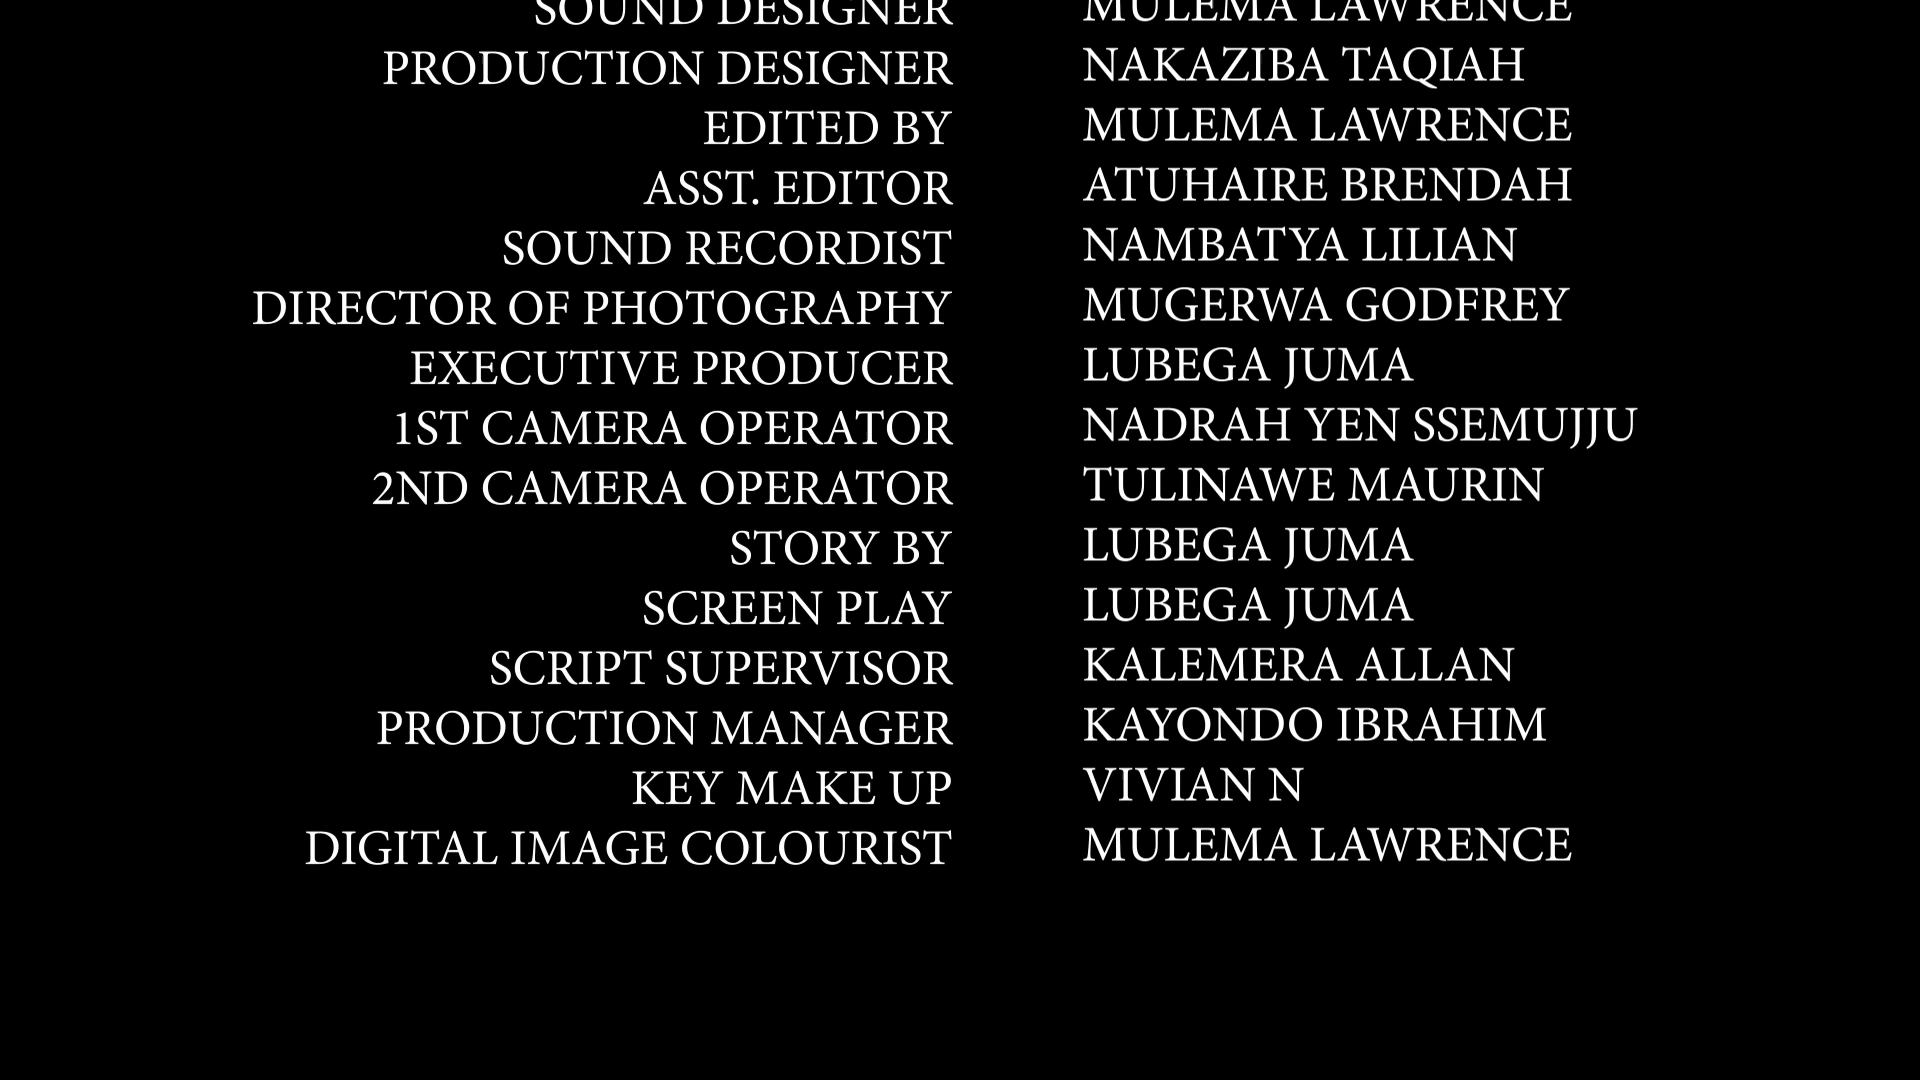 SOUND DESIGNER MULEMA LAWRENCE
PRODUCTION DESIGNER NAKAZIBA TAQIAH
EDITED BY MULEMA LAWRENCE
ASST. EDITOR ATUHAIRE BRENDAH
SOUND RECORDIST NAMBATYA LILIAN
DIRECTOR OF PHOTOGRAPHY MUGERWA GODFREY
EXECUTIVE PRODUCER LUBEGA JUMA
1ST CAMERA OPERATOR NADRAH YEN SSEMUJJU
2ND CAMERA OPERATOR TULINAWE MAURIN
STORY BY LUBEGA JUMA
SCREEN PLAY LUBEGA JUMA
SCRIPT SUPERVISOR KALEMERA ALLAN
PRODUCTION MANAGER KAYONDO IBRAHIM
KEY MAKE UP VIVIAN N
DIGITAL IMAGE COLOURIST MULEMA LAWRENCE